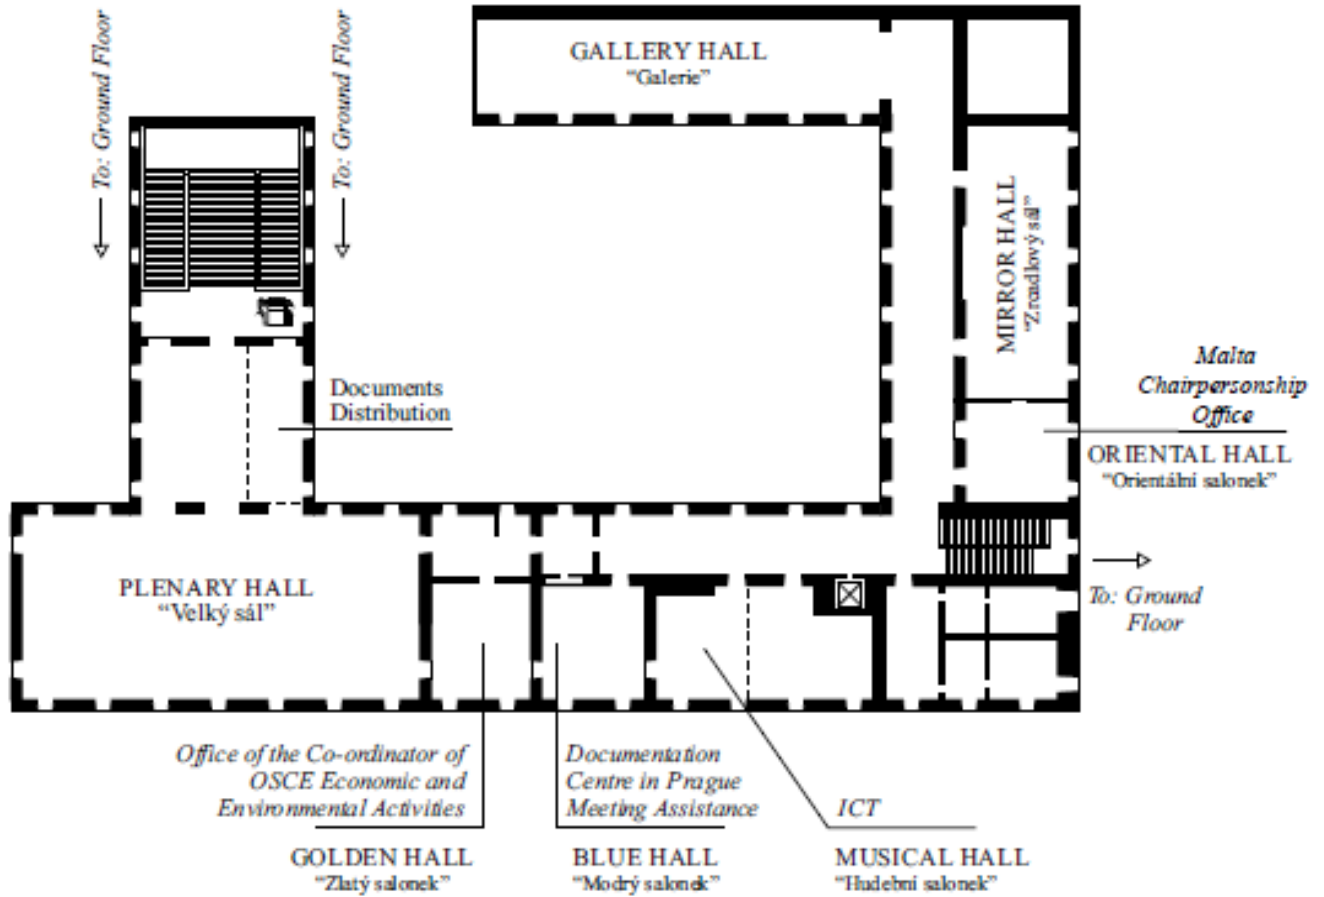 GALLERY HALL
“Galerie”
To: Ground Floor
To: Ground Floor
MIRROR HALL
“Zrcadlový sál”
Malta
Chairpersonship
Office
ORIENTAL HALL
“Orientální salonek”
Documents
Distribution
To: Ground
Floor
PLENARY HALL
“Velký sál”
Office of the Co-ordinator of
OSCE Economic and
Environmental Activities
GOLDEN HALL
“Zlatý salonek”
Documentation
Centre in Prague
Meeting Assistance
BLUE HALL
“Modrý salonek”
ICT
MUSICAL HALL
“Hudební salonek”